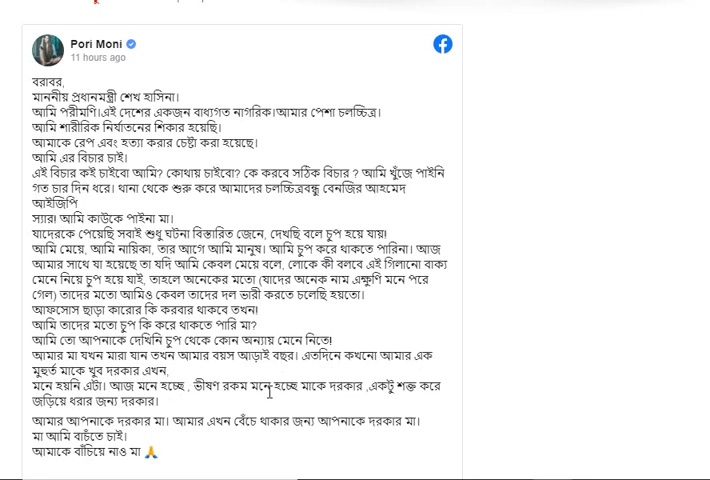 Pori Moni
11 hours ago
বরাবর,
মাননীয় প্রধানমন্ত্রী শেখ হাসিনা।
আমি পরীমণি।এই দেশের একজন বাধ্যগত নাগরিক।আমার পেশা চলচ্চিত্র।
আমি শারীরিক নির্যাতনের শিকার হয়েছি।
আমাকে রেপ এবং হত্যা করার চেষ্টা করা হয়েছে।
আমি এর বিচার চাই।
এই বিচার কই চাইবো আমি? কোথায় চাইবো? কে করবে সঠিক বিচার ? আমি খুঁজে পাইনি
গত চার দিন ধরে। থানা থেকে শুরু করে আমাদের চলচ্চিত্রবন্ধু বেনজির আহমেদ
আইজিপি
স্যার! আমি কাউকে পাইনা মা।
যাদেরকে পেয়েছি সবাই শুধু ঘটনা বিস্তারিত জেনে, দেখছি বলে চুপ হয়ে যায়!
আমি মেয়ে, আমি নায়িকা, তার আগে আমি মানুষ। আমি চুপ করে থাকতে পারিনা। আজ
আমার সাথে যা হয়েছে তা যদি আমি কেবল মেয়ে বলে, লোকে কী বলবে এই গিলানো বাক্য
মেনে নিয়ে চুপ হয়ে যাই, তাহলে অনেকের মতো (যাদের অনেক নাম এক্ষুণি মনে পরে
গেল) তাদের মতো আমিও কেবল তাদের দল ভারী করতে চলেছি হয়তো।
আফসোস ছাড়া কারোর কি করবার থাকবে তখন!
আমি তাদের মতো চুপ কি করে থাকতে পারি মা?
আমি তো আপনাকে দেখিনি চুপ থেকে কোন অন্যায় মেনে নিতে!
আমার মা যখন মারা যান তখন আমার বয়স আড়াই বছর। এতদিনে কখনো আমার এক
মুহুর্ত মাকে খুব দরকার এখন,
মনে হয়নি এটা। আজ মনে হচ্ছে , ভীষণ রকম মনে হচ্ছে মাকে দরকার ,একটু শক্ত করে
জড়িয়ে ধরার জন্য দরকার।
আমার আপনাকে দরকার মা। আমার এখন বেঁচে থাকার জন্য আপনাকে দরকার মা।
মা আমি বাচঁতে চাই।
আমাকে বাঁচিয়ে নাও মা 🙏